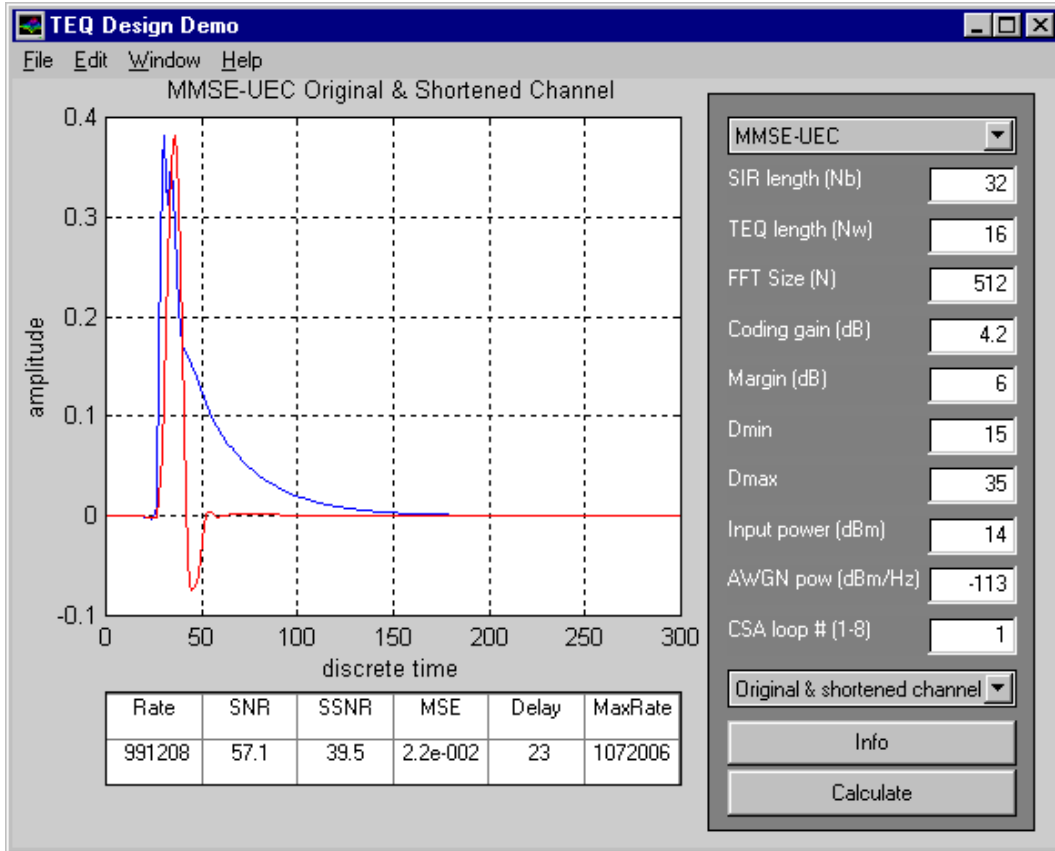 TEQ Design Demo
File Edit Window Help
MMSE-UEC Original & Shortened Channel
0.4
0.3
0.2
0.1
0
-0.1
amplitude
0 50 100 150 200 250 300
discrete time
Rate SNR SSNR MSE Delay MaxRate
991208 57.1 39.5 2.2e-002 23 1072006
MMSE-UEC
SIR length (Nb) 32
TEQ length (Nw) 16
FFT Size (N) 512
Coding gain (dB) 4.2
Margin (dB) 6
Dmin 15
Dmax 35
Input power (dBm) 14
AWGN pow (dBm/Hz) -113
CSA loop # (1-8) 1
Original & shortened channel
Info
Calculate